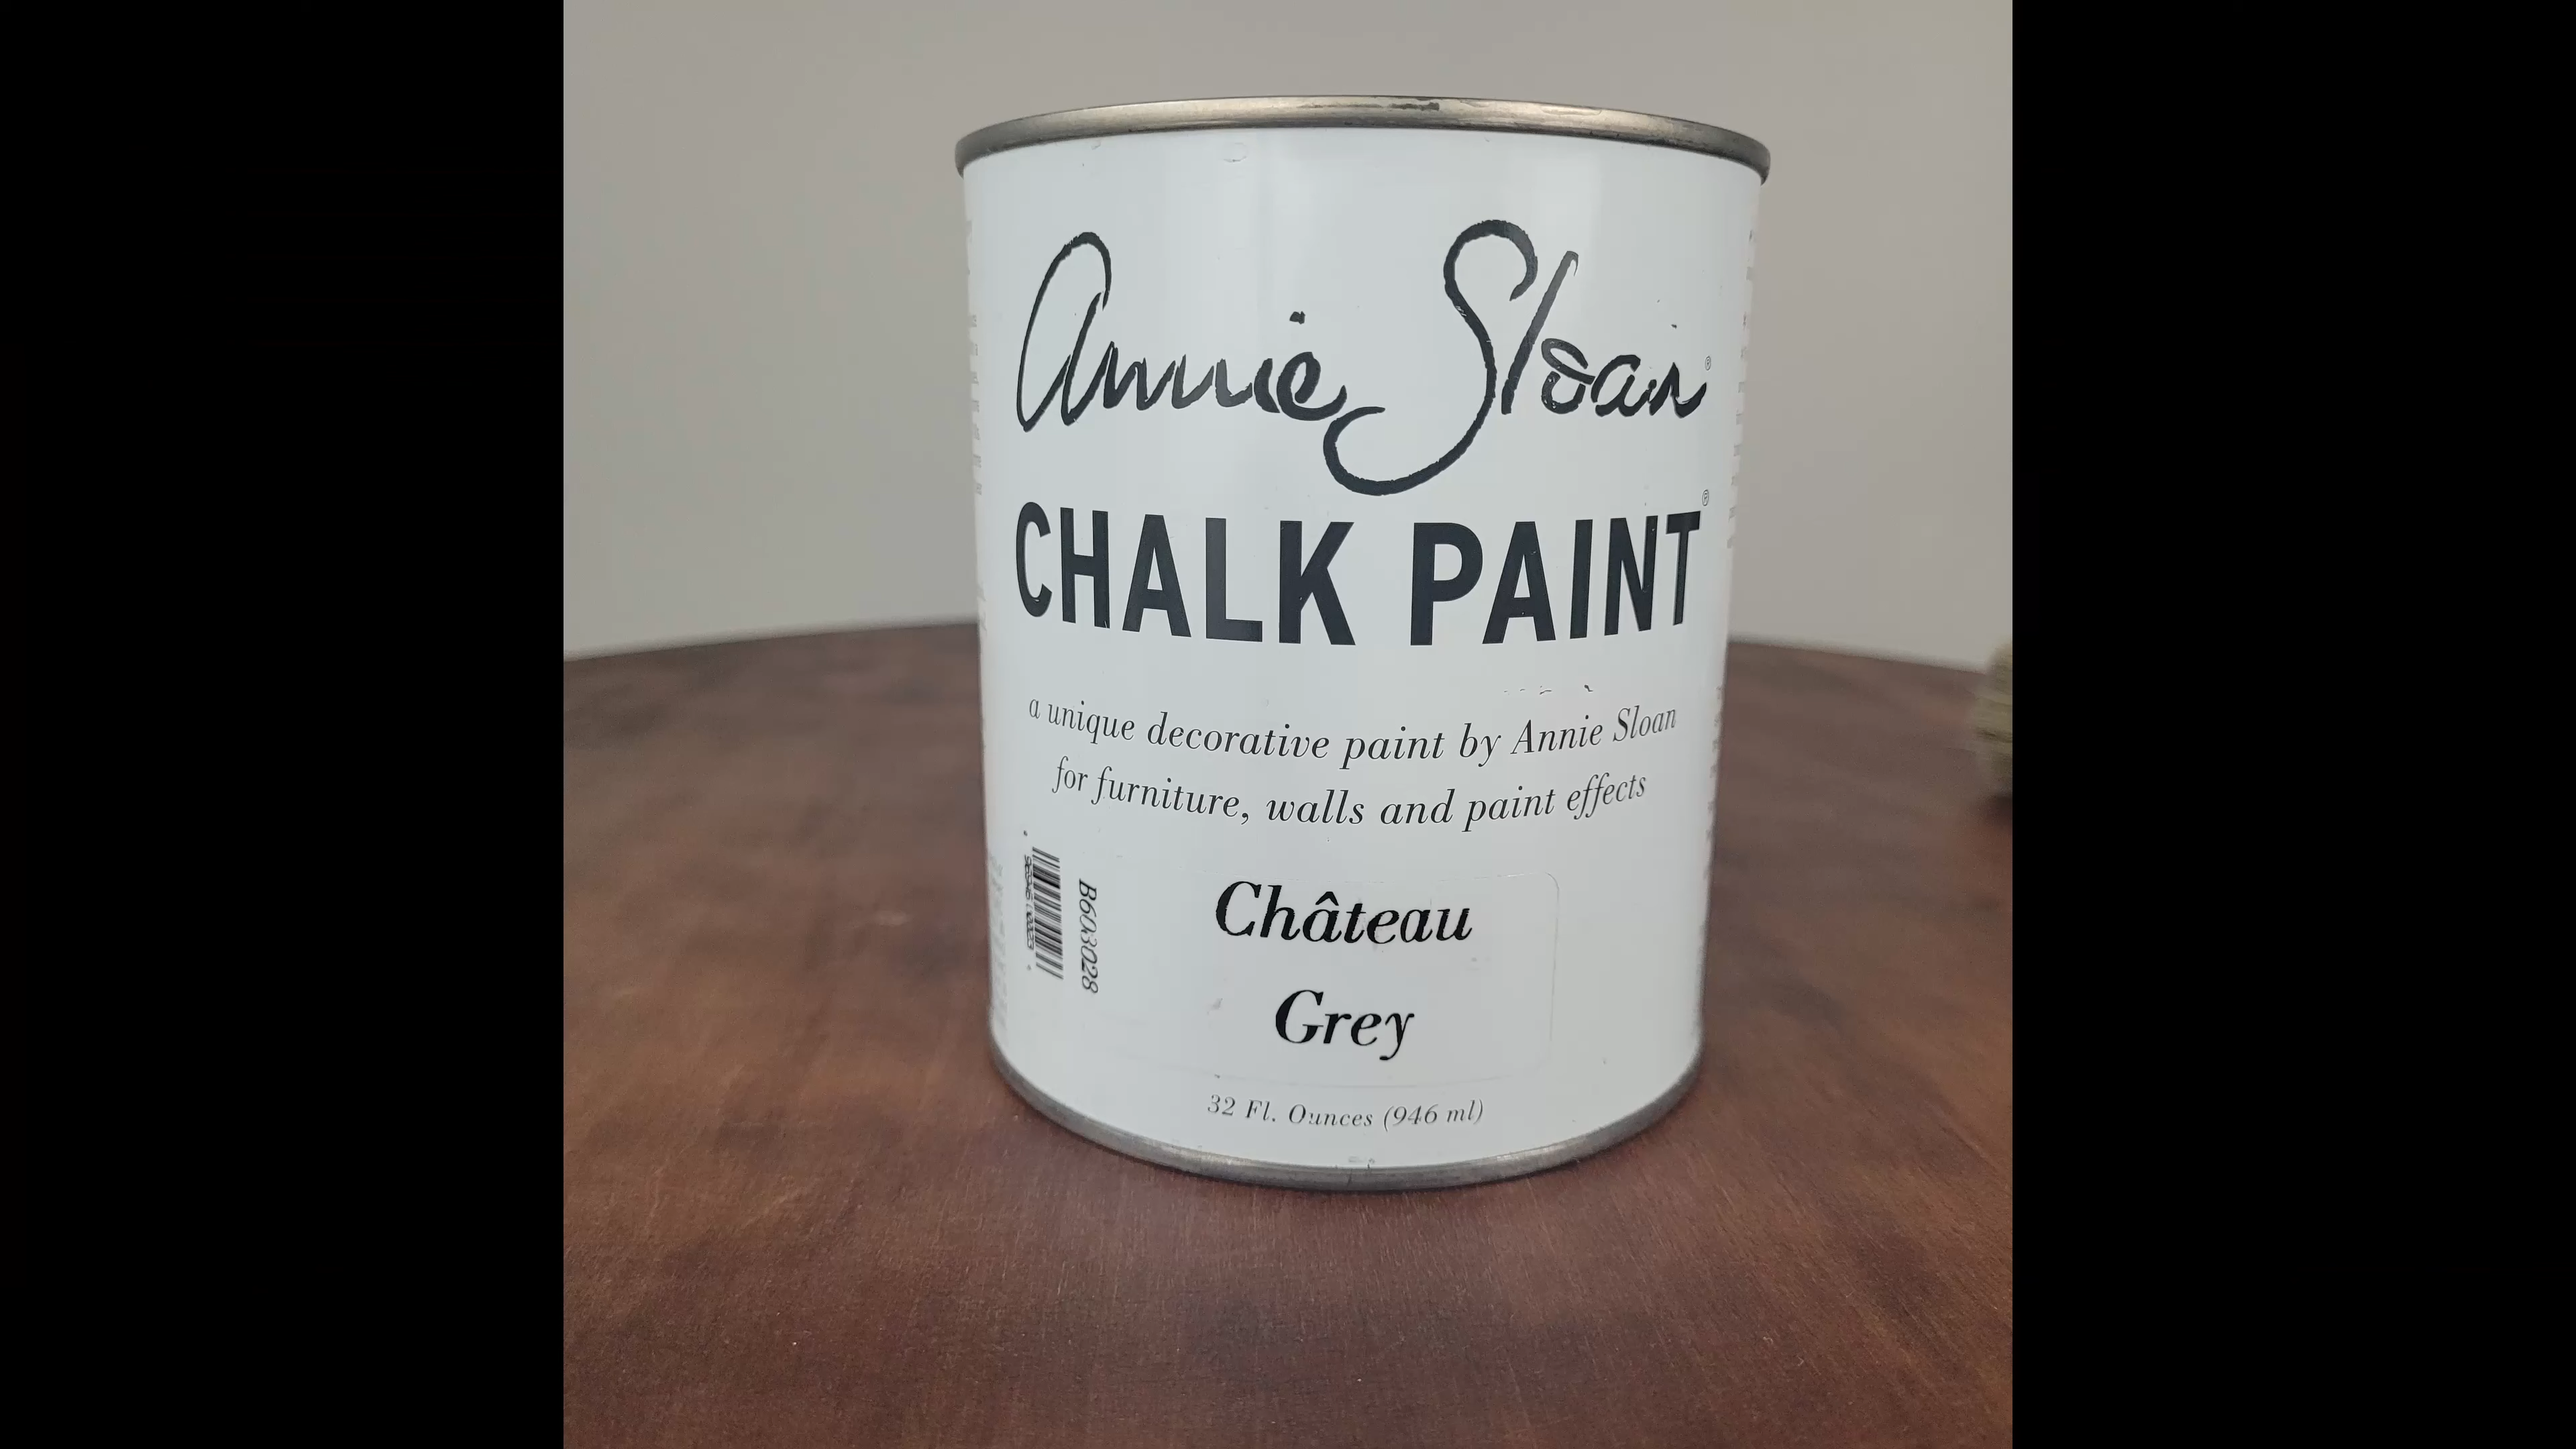 Annie Sloan®
CHALK PAINT®
a unique decorative paint by Annie Sloan
for furniture, walls and paint effects
B6030028
Château
Grey
32 Fl. Ounces (946 ml)